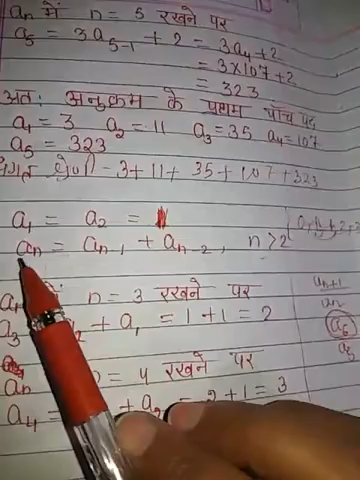 an में n = 5 रखने पर
a5 = 3a5-1 + 2 = 3a4+2
= 3×107+2
= 323
अतः अनुक्रम के प्रथम पाँच पद
a1 = 3 a2 = 11 a3 = 35 a4 = 107
a5 = 323
श्रेणी - 3+11+ 35+107+323
a1 = a2 = 1
an = an-1 + an-2, n>2
an+1
an
n = 3 रखने पर
a3 + a1 = 1+1 = 2
a6
a5
an = 4 रखने पर
a4 = + a2 = 2+1 = 3